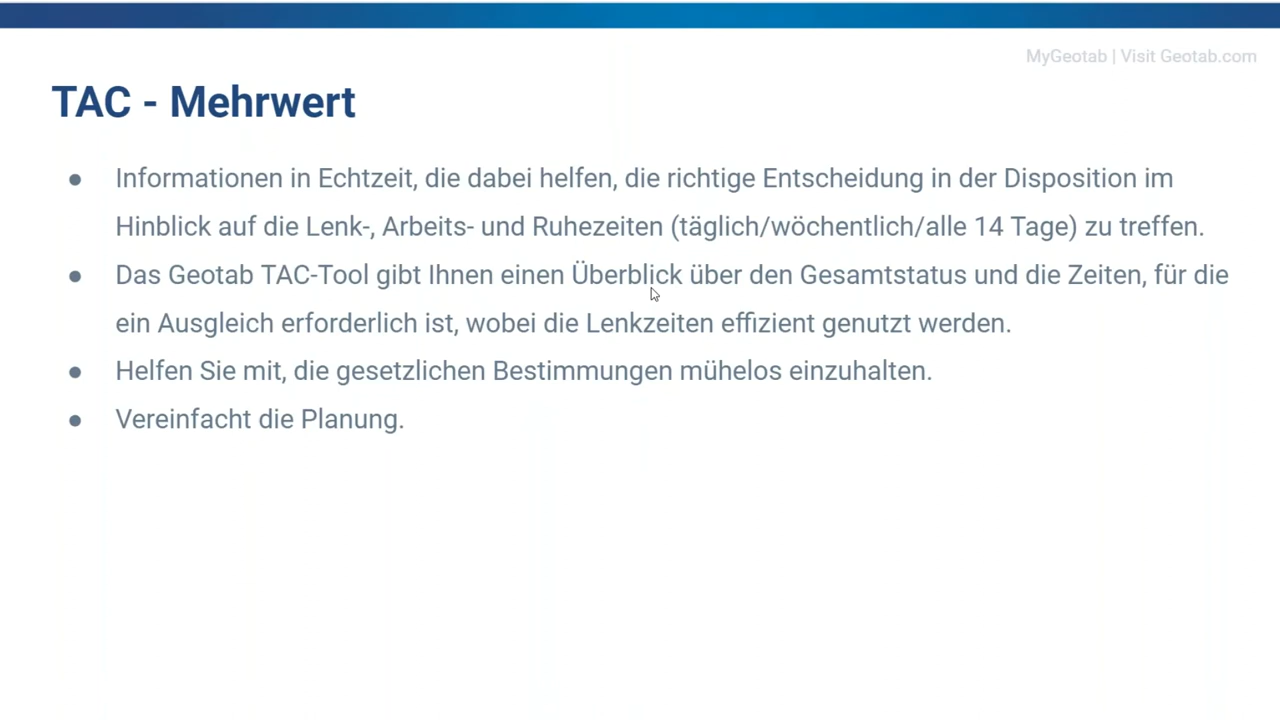 MyGeotab | Visit Geotab.com
TAC - Mehrwert
● Informationen in Echtzeit, die dabei helfen, die richtige Entscheidung in der Disposition im
Hinblick auf die Lenk-, Arbeits- und Ruhezeiten (täglich/wöchentlich/alle 14 Tage) zu treffen.
● Das Geotab TAC-Tool gibt Ihnen einen Überblick über den Gesamtstatus und die Zeiten, für die
ein Ausgleich erforderlich ist, wobei die Lenkzeiten effizient genutzt werden.
● Helfen Sie mit, die gesetzlichen Bestimmungen mühelos einzuhalten.
● Vereinfacht die Planung.